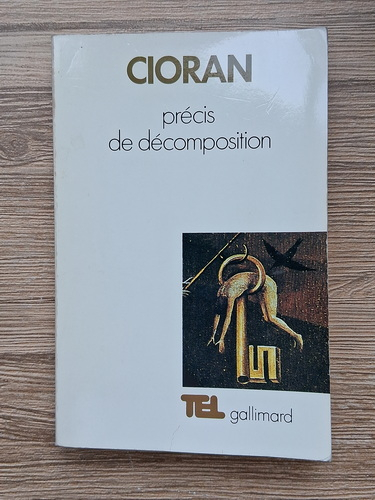 CIORAN
précis
de décomposition
TEL gallimard